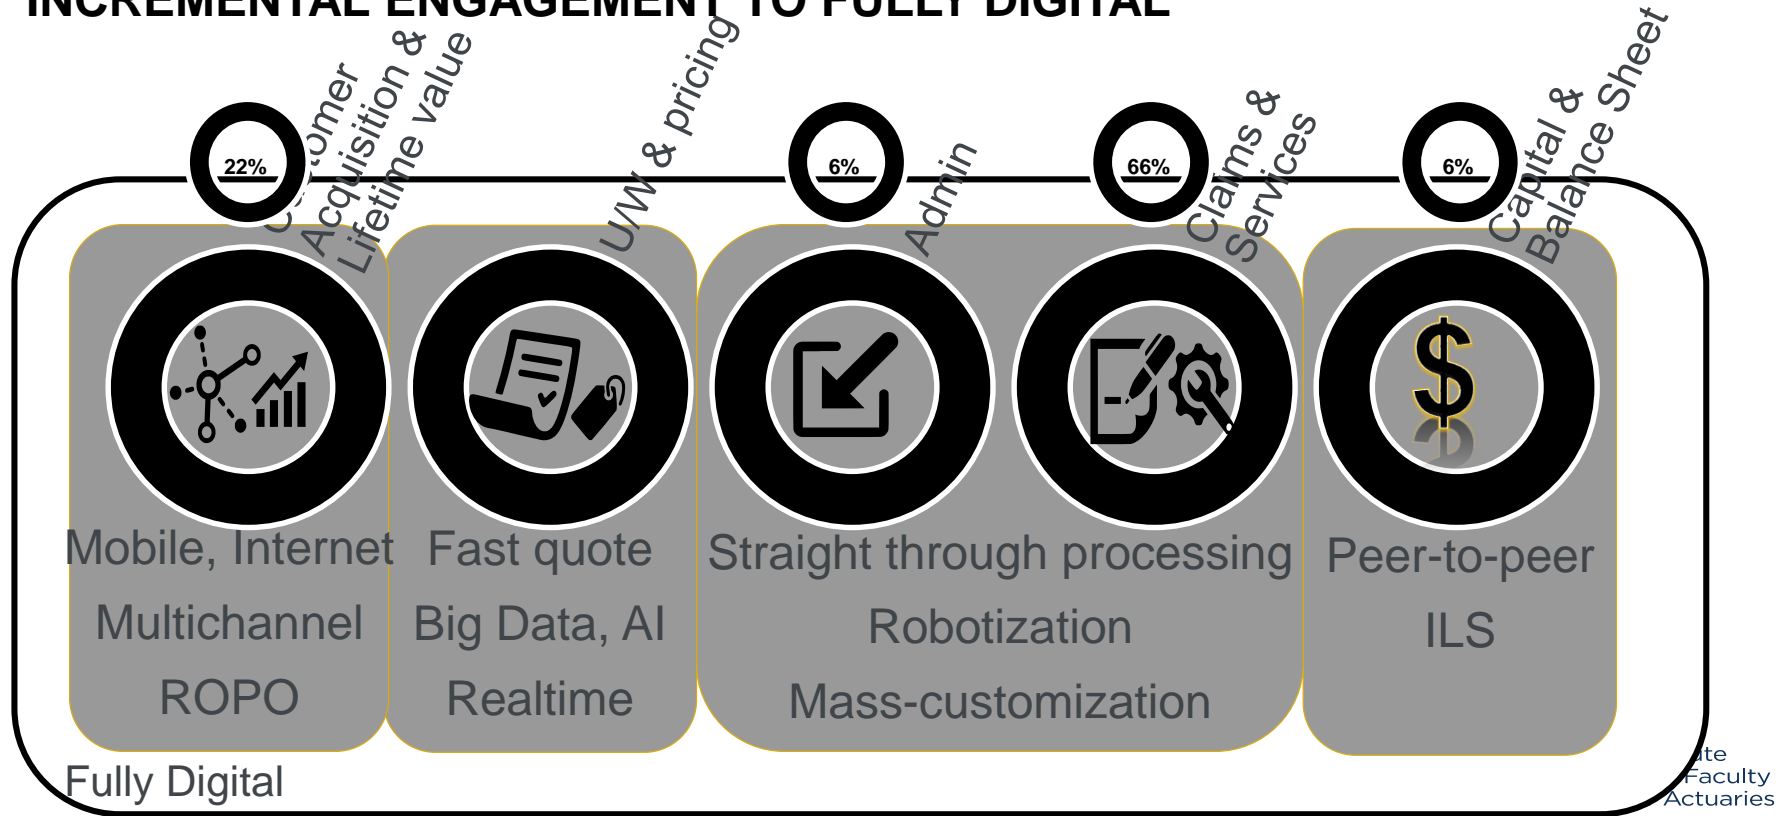 INCREMENTAL ENGAGEMENT TO FULLY DIGITAL
Acquisition &
Lifetime value
U/W & pricing
Admin
Claims &
Services
Capital &
Balance Sheet
22%
6%
66%
6%
$
Mobile, Internet
Multichannel
ROPO
Fast quote
Big Data, AI
Realtime
Straight through processing
Robotization
Mass-customization
Peer-to-peer
ILS
Fully Digital
Faculty
Actuaries